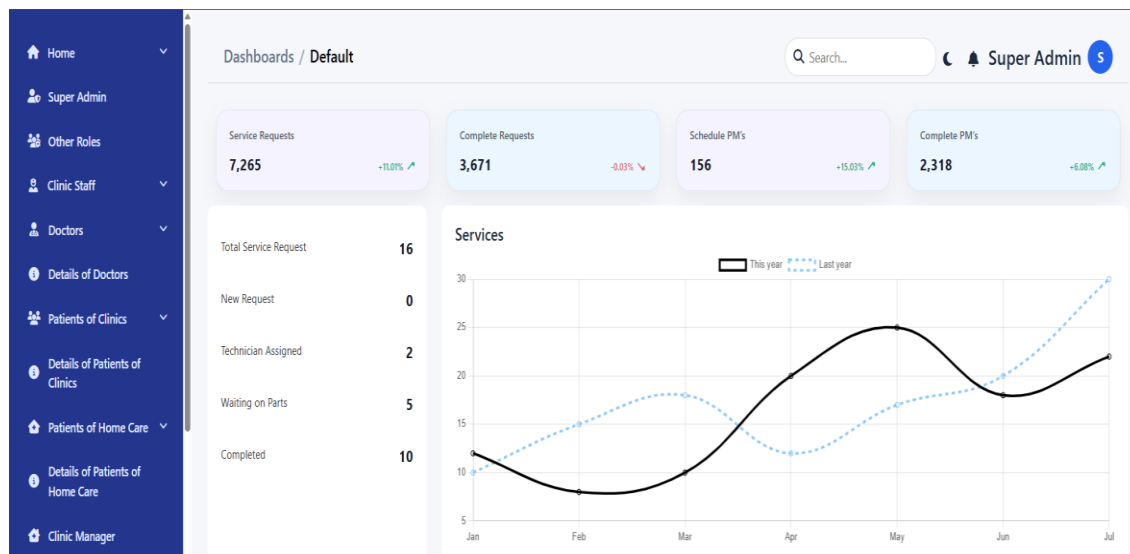 Home
Super Admin
Other Roles
Clinic Staff
Doctors
Details of Doctors
Patients of Clinics
Details of Patients of
Clinics
Patients of Home Care
Details of Patients of
Home Care
Clinic Manager
Dashboards / Default
Search...
Super Admin S
Service Requests
7,265 +11.01%
Complete Requests
3,671 -0.03%
Schedule PM's
156 +15.03%
Complete PM's
2,318 +6.08%
Total Service Request 16
New Request 0
Technician Assigned 2
Waiting on Parts 5
Completed 10
Services
This year Last year
30
25
20
15
10
5
Jan Feb Mar Apr May Jun Jul